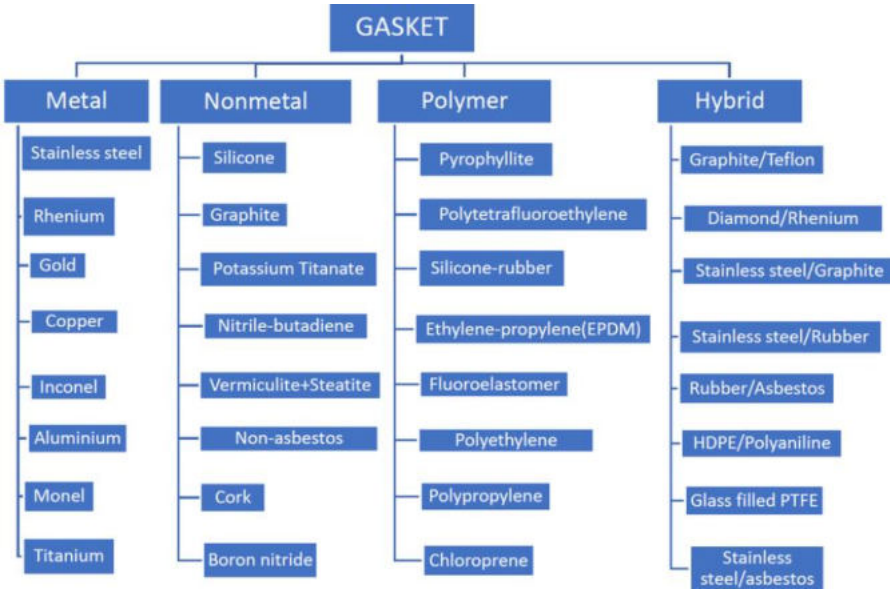 GASKET
Metal
Stainless steel
Rhenium
Gold
Copper
Inconel
Aluminium
Monel
Titanium
Nonmetal
Silicone
Graphite
Potassium Titanate
Nitrile-butadiene
Vermiculite+Steatite
Non-asbestos
Cork
Boron nitride
Polymer
Pyrophyllite
Polytetrafluoroethylene
Silicone-rubber
Ethylene-propylene(EPDM)
Fluoroelastomer
Polyethylene
Polypropylene
Chloroprene
Hybrid
Graphite/Teflon
Diamond/Rhenium
Stainless steel/Graphite
Stainless steel/Rubber
Rubber/Asbestos
HDPE/Polyaniline
Glass filled PTFE
Stainless
steel/asbestos